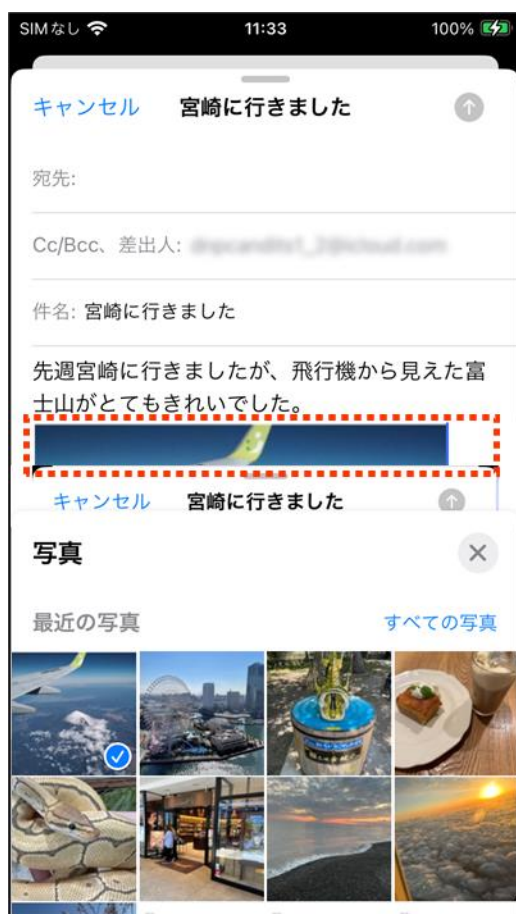 SIMなし
11:33
100%
キャンセル
宮崎に行きました
宛先:
Cc/Bcc、差出人:
件名: 宮崎に行きました
先週宮崎に行きましたが、飛行機から見えた富
士山がとてもきれいでした。
キャンセル
宮崎に行きました
写真
最近の写真
すべての写真